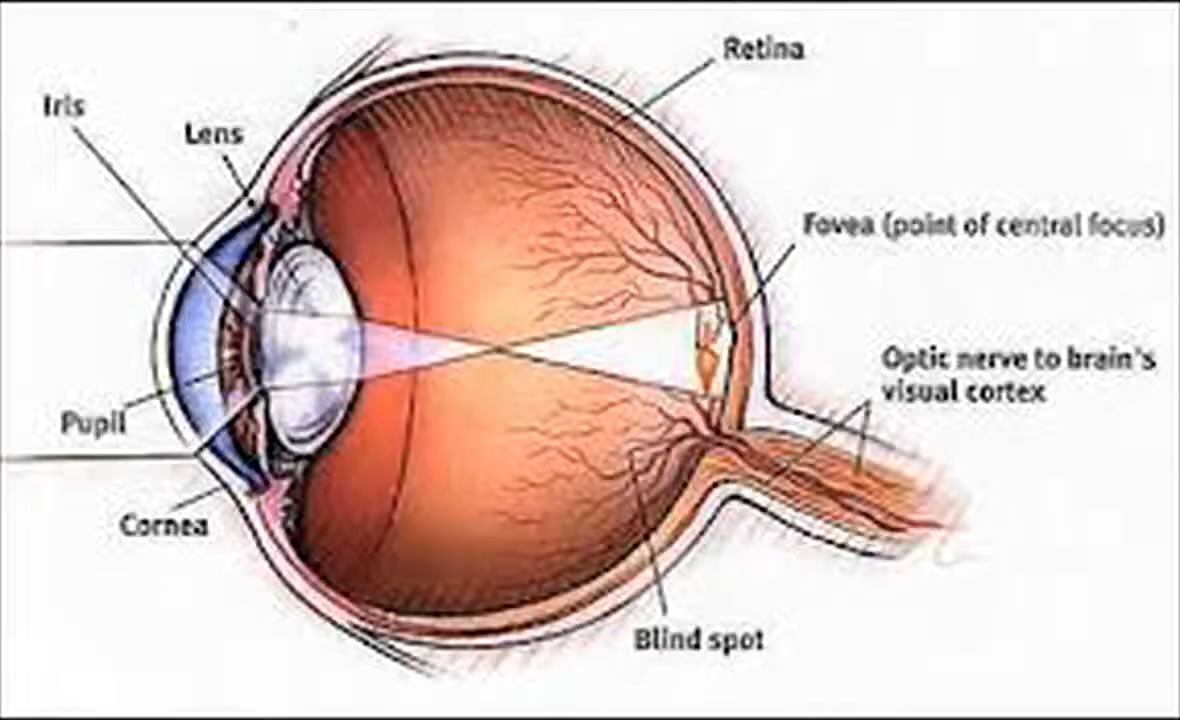 Retina
Iris
Lens
Fovea (point of central focus)
Optic nerve to brain's
visual cortex
Pupil
Cornea
Blind spot